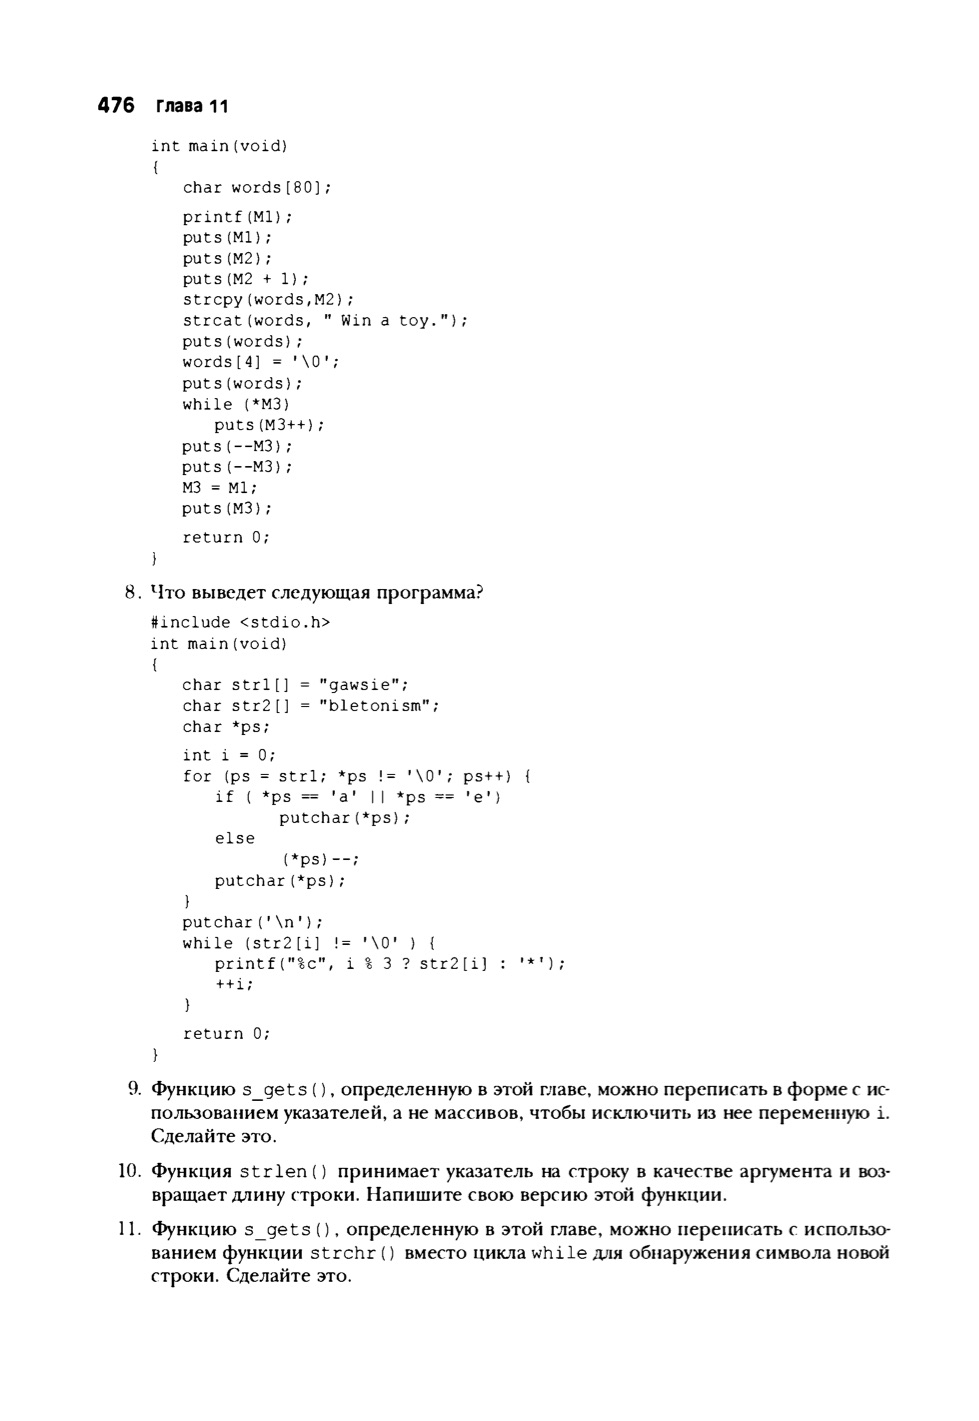 476 Глава 11
int main(void)
{
char words[80];
printf(M1);
puts(M1);
puts(M2);
puts(M2 + 1);
strcpy(words,M2);
strcat(words, " Win a toy.");
puts(words);
words[4] = '\0';
puts(words);
while (*M3)
puts(M3++);
puts(--M3);
puts(--M3);
M3 = M1;
puts(M3);
return 0;
}
8. Что выведет следующая программа?
#include <stdio.h>
int main(void)
{
char str1[] = "gawsie";
char str2[] = "bletonism";
char *ps;
int i = 0;
for (ps = str1; *ps != '\0'; ps++) {
if ( *ps == 'a' || *ps == 'e')
putchar(*ps);
else
(*ps)--;
putchar(*ps);
}
putchar('\n');
while (str2[i] != '\0' ) {
printf("%c", i % 3 ? str2[i] : '*');
++i;
}
return 0;
}
9. Функцию s_gets(), определенную в этой главе, можно переписать в форме с ис-
пользованием указателей, а не массивов, чтобы исключить из нее переменную i.
Сделайте это.
10. Функция strlen() принимает указатель на строку в качестве аргумента и воз-
вращает длину строки. Напишите свою версию этой функции.
11. Функцию s_gets(), определенную в этой главе, можно переписать с использо-
ванием функции strchr() вместо цикла while для обнаружения символа новой
строки. Сделайте это.